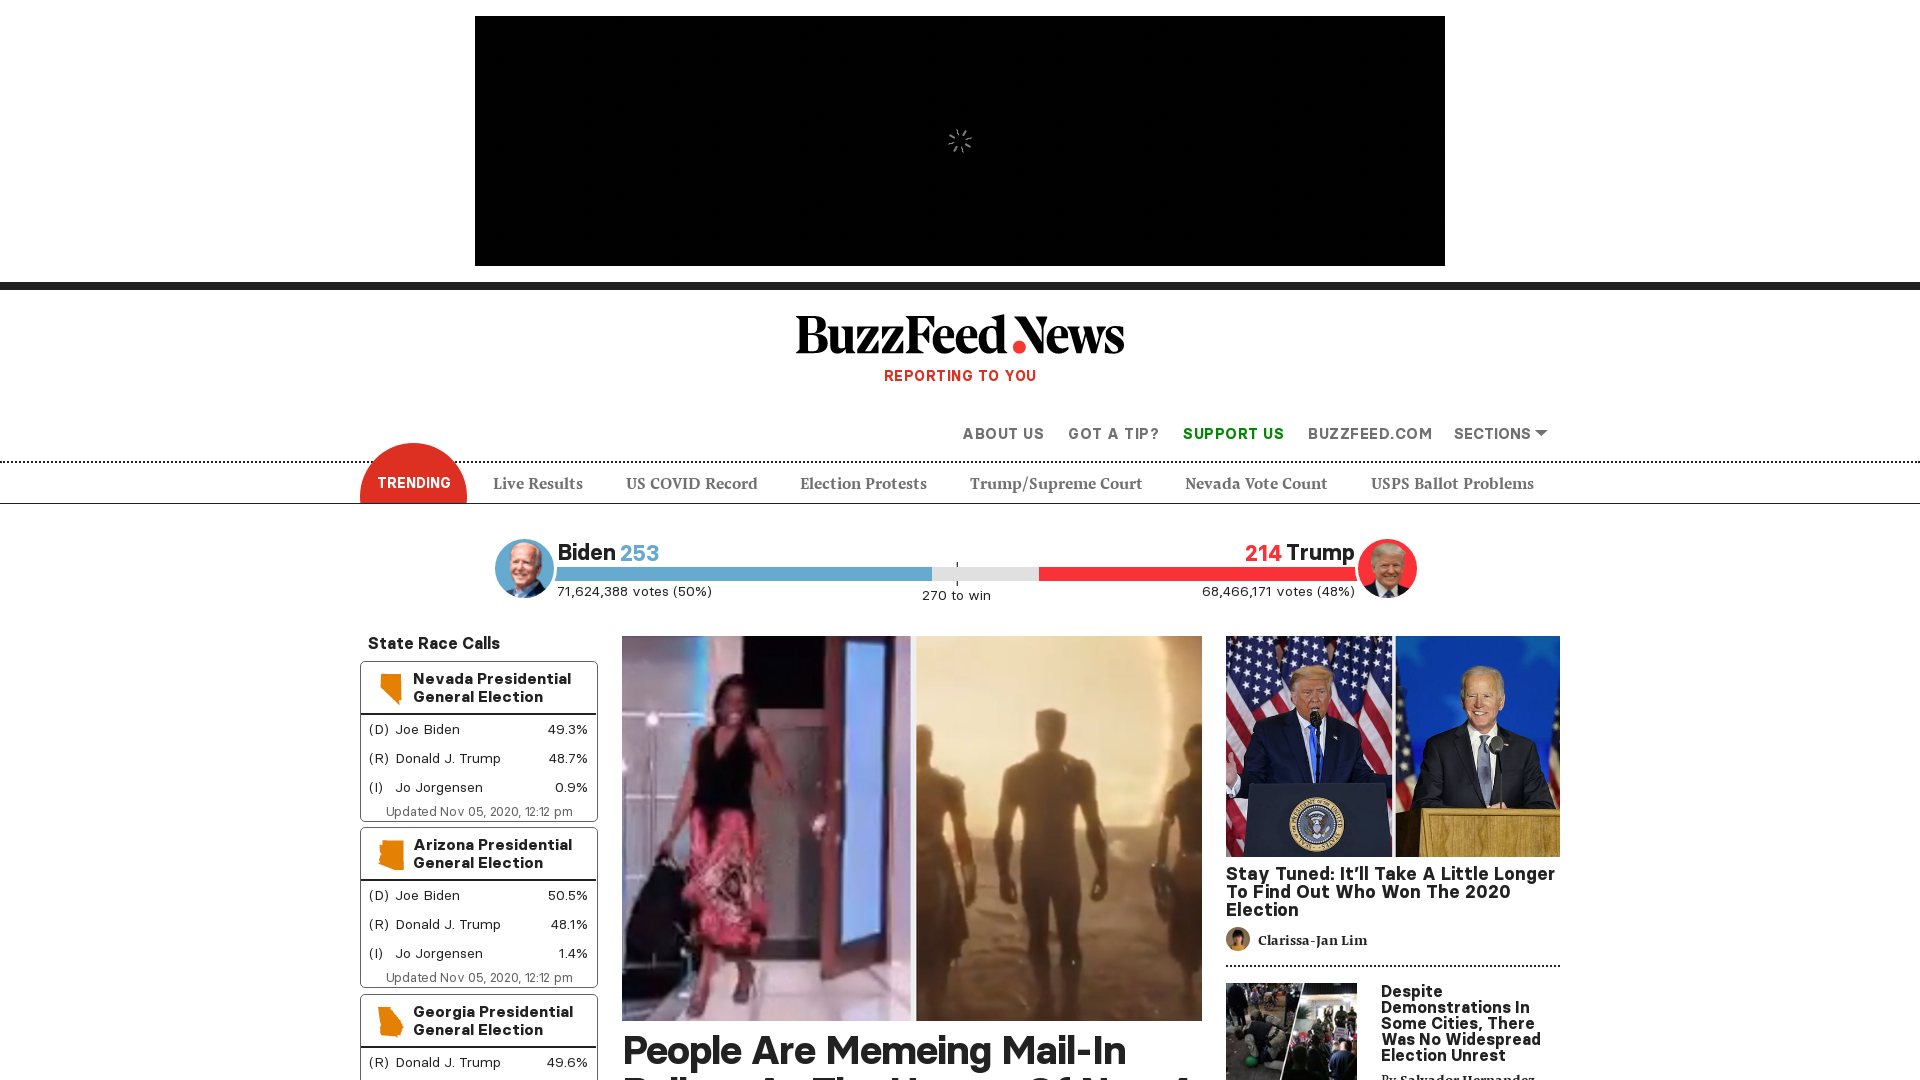 BuzzFeed News
REPORTING TO YOU
ABOUT US GOT A TIP? SUPPORT US BUZZFEED.COM SECTIONS
TRENDING Live Results US COVID Record Election Protests Trump/Supreme Court Nevada Vote Count USPS Ballot Problems
Biden 253 214 Trump
71,624,388 votes (50%) 270 to win 68,466,171 votes (48%)
State Race Calls
Nevada Presidential
General Election
(D) Joe Biden 49.3%
(R) Donald J. Trump 48.7%
(I) Jo Jorgensen 0.9%
Updated Nov 05, 2020, 12:12 pm
Arizona Presidential
General Election
(D) Joe Biden 50.5%
(R) Donald J. Trump 48.1%
(I) Jo Jorgensen 1.4%
Updated Nov 05, 2020, 12:12 pm
Georgia Presidential
General Election
(R) Donald J. Trump 49.6%
People Are Memeing Mail-In
Stay Tuned: It’ll Take A Little Longer
To Find Out Who Won The 2020
Election
Clarissa-Jan Lim
Despite
Demonstrations In
Some Cities, There
Was No Widespread
Election Unrest
By Salvador Hernandez